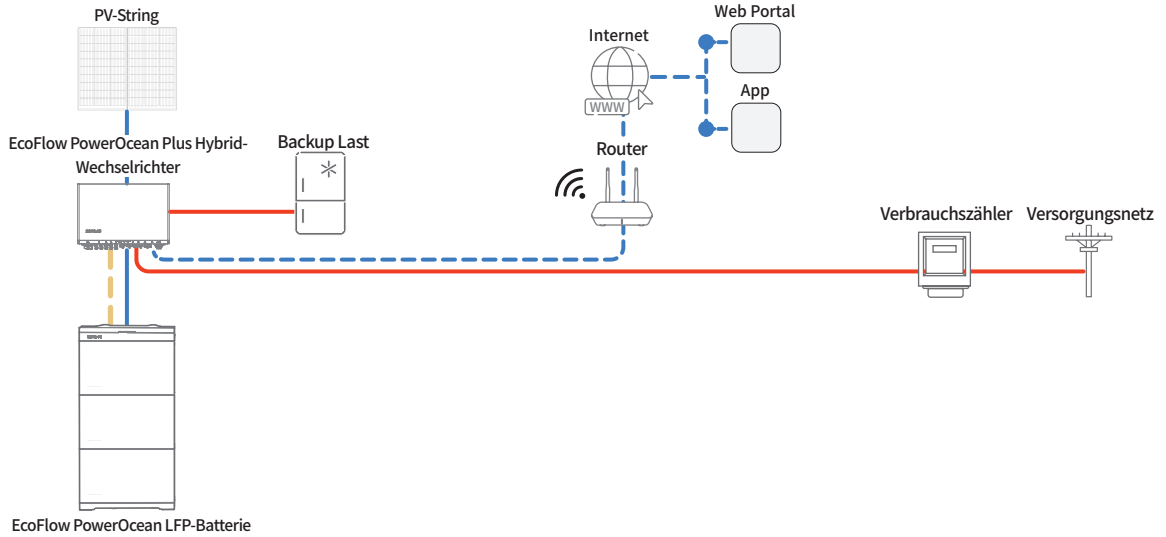 PV-String
EcoFlow PowerOcean Plus Hybrid-
Wechselrichter
Backup Last
Internet
WWW
Router
Web Portal
App
Verbrauchszähler
Versorgungsnetz
EcoFlow PowerOcean LFP-Batterie